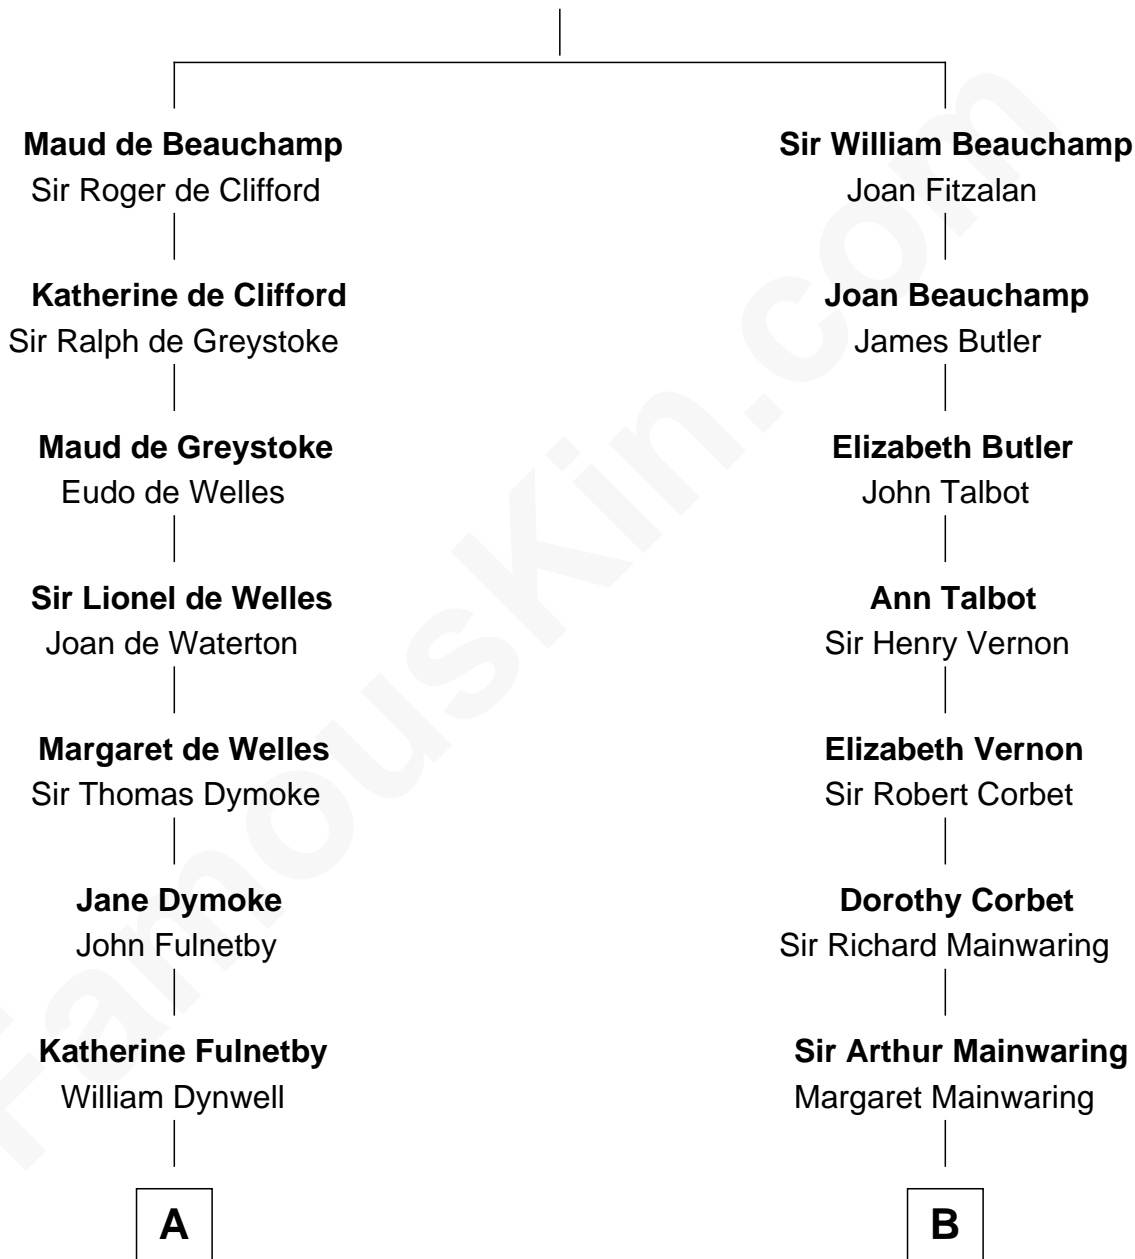 Maud de Beauchamp
Sir Roger de Clifford
Katherine de Clifford
Sir Ralph de Greystoke
Maud de Greystoke
Eudo de Welles
Sir Lionel de Welles
Joan de Waterton
Margaret de Welles
Sir Thomas Dymoke
Jane Dymoke
John Fulnetby
Katherine Fulnetby
William Dynwell
A
Sir William Beauchamp
Joan Fitzalan
Joan Beauchamp
James Butler
Elizabeth Butler
John Talbot
Ann Talbot
Sir Henry Vernon
Elizabeth Vernon
Sir Robert Corbet
Dorothy Corbet
Sir Richard Mainwaring
Sir Arthur Mainwaring
Margaret Mainwaring
B
FamousKin.com